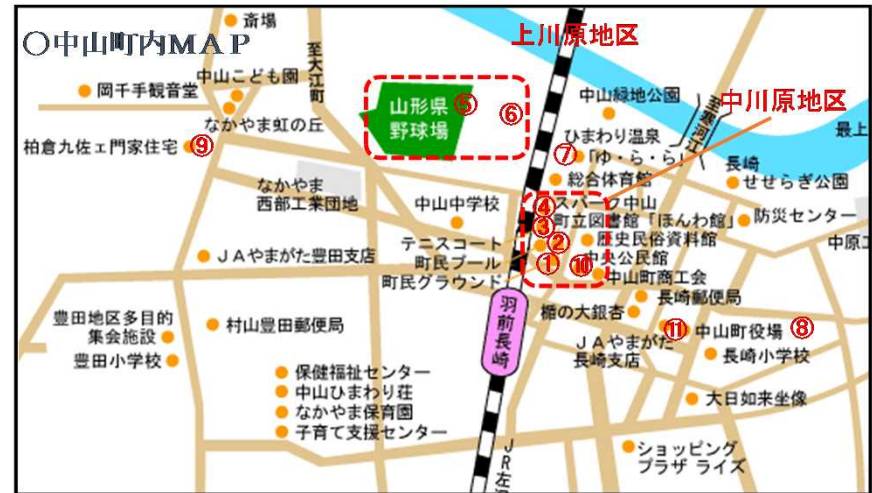 〇中山町内MAP
斎場
至大江町
上川原地区
岡千手観音堂
中山こども園
なかやま虹の丘
山形県
野球場
⑤
⑥
中山緑地公園
至寒河江
中川原地区
柏倉九佐ェ門家住宅
⑨
ひまわり温泉
⑦
「ゆ・ら・ら」
最上
総合体育館
長崎
せせらぎ公園
なかやま
西部工業団地
中山中学校
④
スパーク中山
③
町立図書館「ほんわ館」
防災センター
テニスコート
②
歴史民俗資料館
中原工
JAやまがた豊田支店
町民プール
①
⑩
中央公民館
町民グラウンド
中山町商工会
羽前長崎
長崎郵便局
楯の大銀杏
豊田地区多目的
集会施設
村山豊田郵便局
JAやまがた
長崎支店
⑪
中山町役場
⑧
豊田小学校
長崎小学校
保健福祉センター
中山ひまわり荘
なかやま保育園
子育て支援センター
大日如来坐像
JR左沢
ショッピング
プラザ ライズ